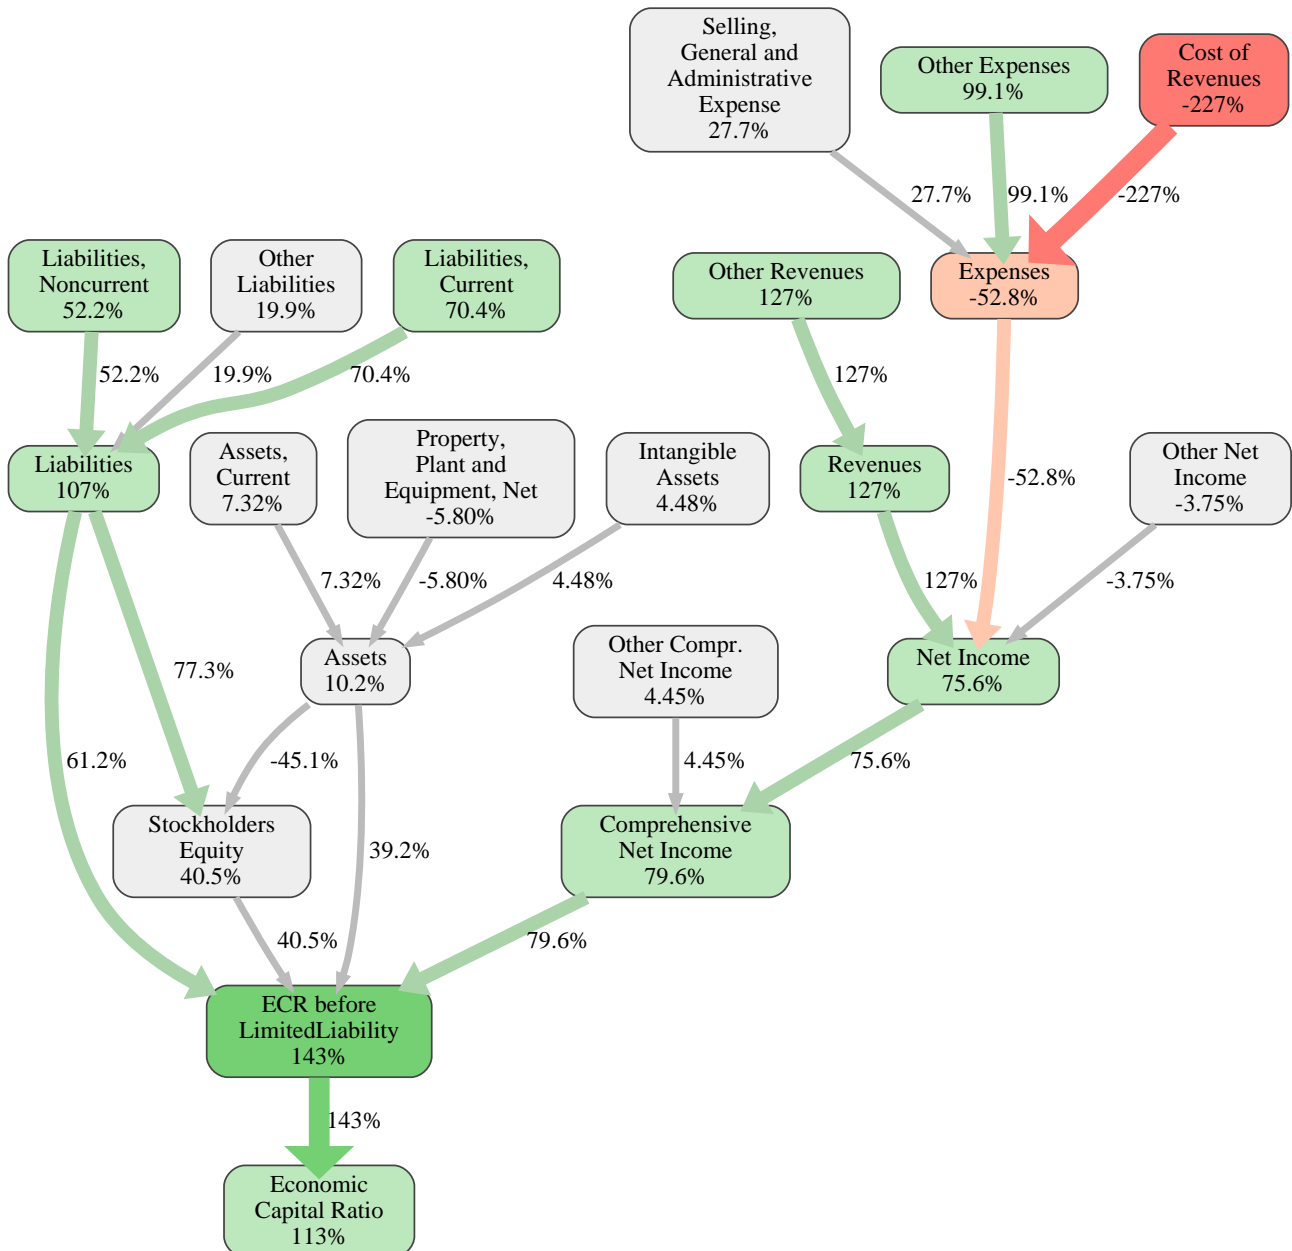 Selling,
General and
Administrative
Expense
27.7%
Other Expenses
99.1%
Cost of
Revenues
-227%
27.7%
99.1%
-227%
Liabilities,
Noncurrent
52.2%
Other
Liabilities
19.9%
Liabilities,
Current
70.4%
Other Revenues
127%
Expenses
-52.8%
52.2%
19.9%
70.4%
127%
Liabilities
107%
Assets,
Current
7.32%
Property,
Plant and
Equipment, Net
-5.80%
Intangible
Assets
4.48%
Revenues
127%
-52.8%
Other Net
Income
-3.75%
7.32%
-5.80%
4.48%
127%
-3.75%
77.3%
Assets
10.2%
Other Compr.
Net Income
4.45%
Net Income
75.6%
61.2%
-45.1%
4.45%
75.6%
Stockholders
Equity
40.5%
39.2%
Comprehensive
Net Income
79.6%
40.5%
79.6%
ECR before
LimitedLiability
143%
143%
Economic
Capital Ratio
113%